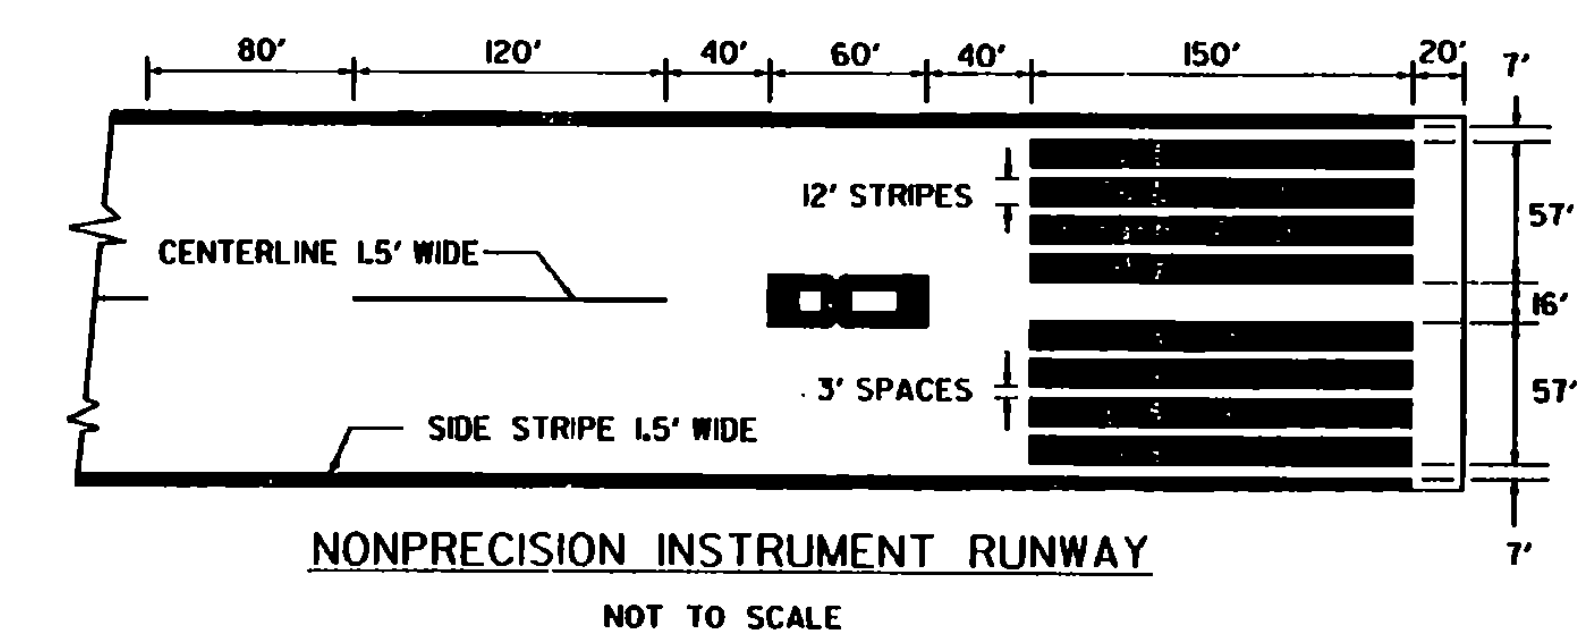 80' 120' 40' 60' 40' 150' 20' 7'
12' STRIPES
57'
CENTERLINE 1.5' WIDE
16'
3' SPACES
57'
SIDE STRIPE 1.5' WIDE
7'
NONPRECISION INSTRUMENT RUNWAY
NOT TO SCALE